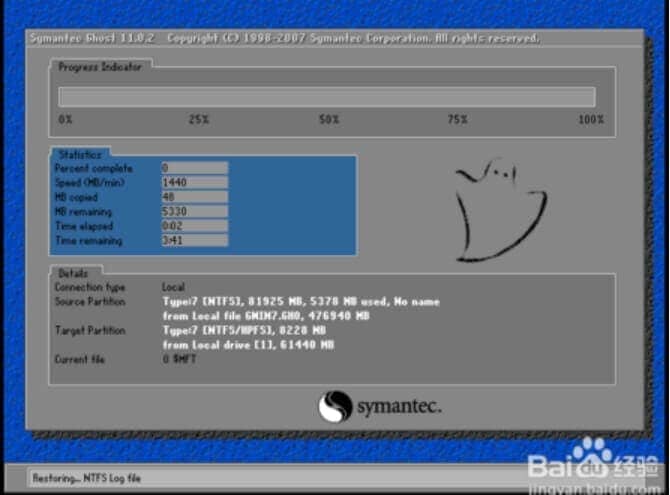 Symantec Ghost 11.0.2 Copyright (C) 1998-2007 Symantec Corporation. All rights reserved.
Progress Indicator
0% 25% 50% 75% 100%
Statistics
Percent complete 0
Speed (MB/min) 1440
MB copied 48
MB remaining 5330
Time elapsed 0:02
Time remaining 3:41
Details
Connection type Local
Source Partition Type:7 [NTFS], 81925 MB, 5378 MB used, No name
from Local file GWIN7.GHO, 476940 MB
Target Partition Type:7 [NTFS/HPFS], 8228 MB
from Local drive [1], 61440 MB
Current file 0 $MFT
symantec.
Restoring... NTFS Log file
Baidu 经验
jingyan.baidu.com